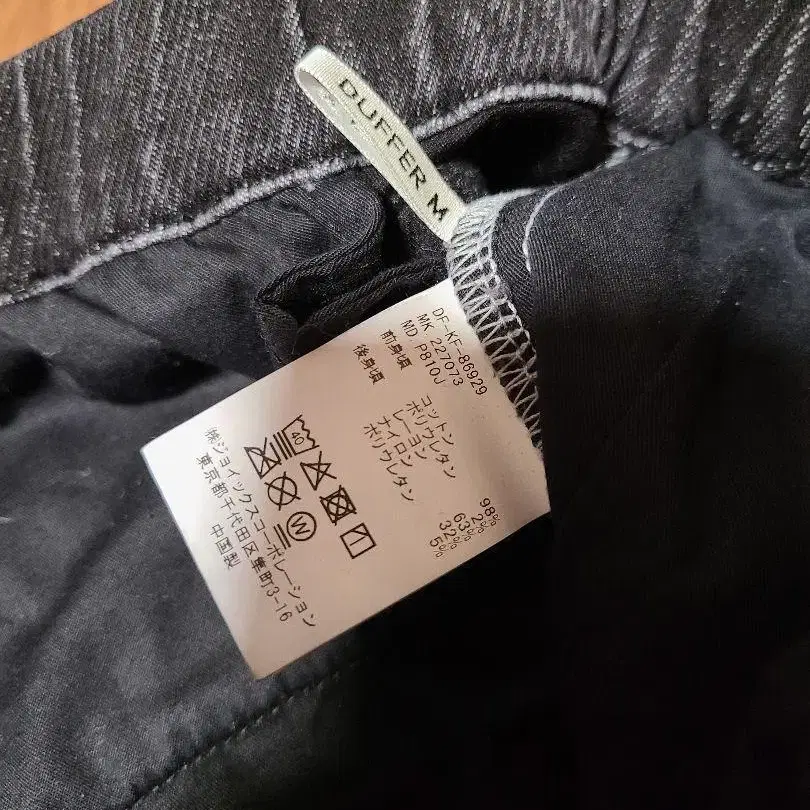 DUFFER M
DF-KF-86929
MK 227073
MD P810J
前身頃 コットン 98%
ポリウレタン 2%
後身頃 レーヨン 63%
ナイロン 32%
ポリウレタン 5%
40
W
㈱ジョイックスコーポレーション
東京都千代田区隼町3-16
中国製